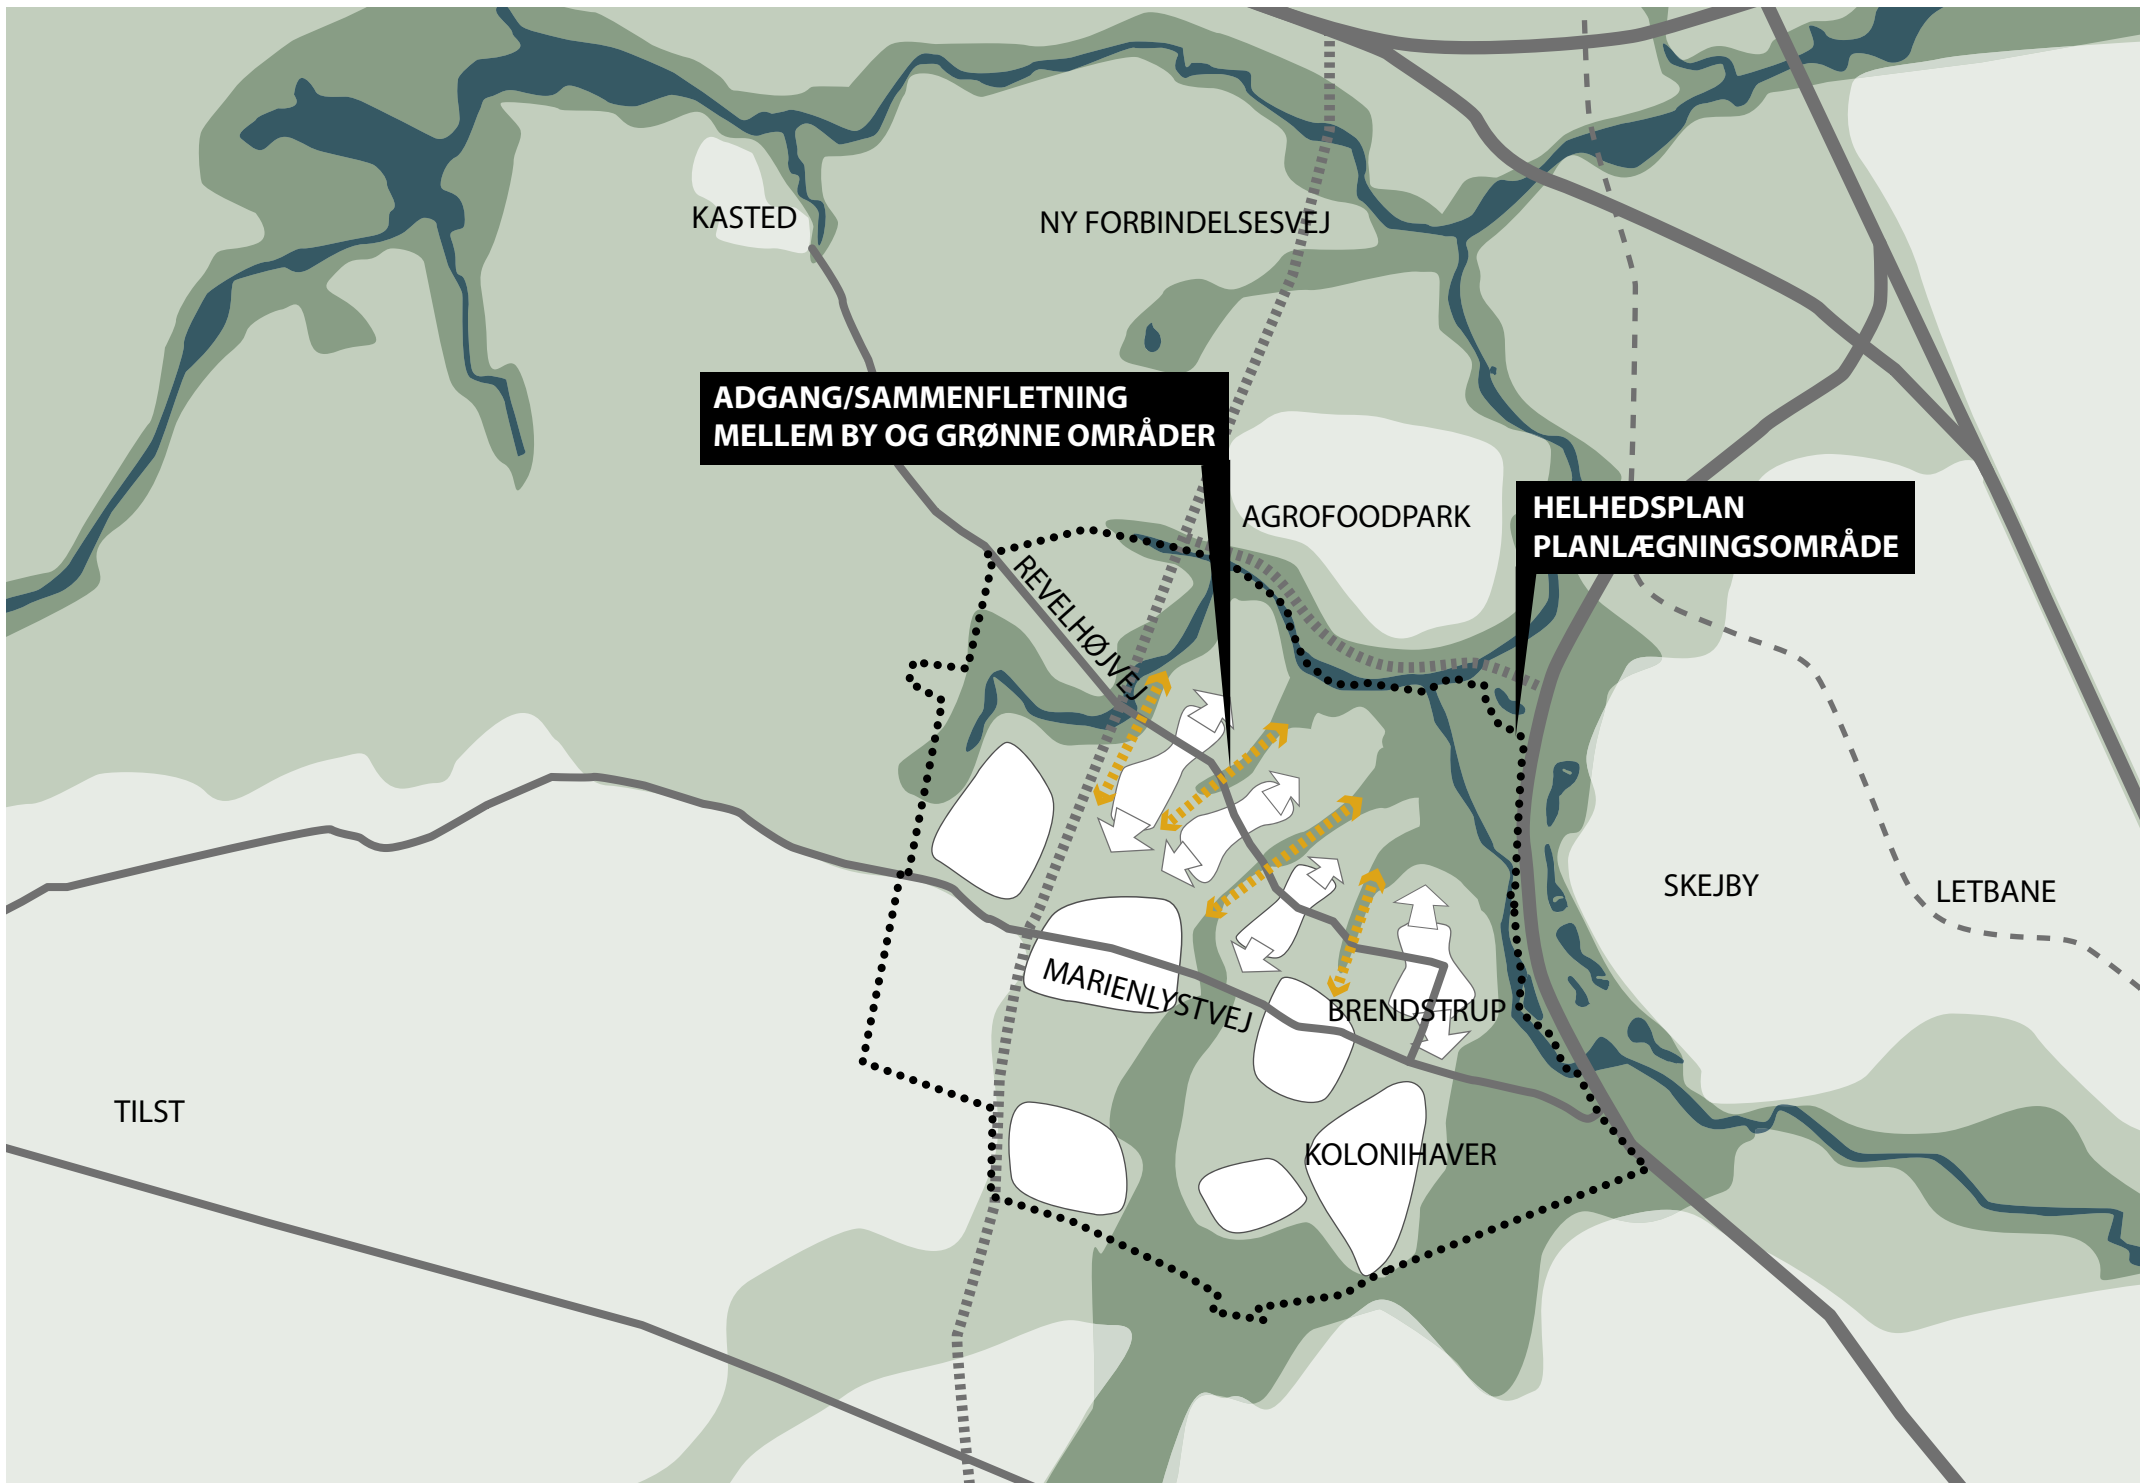 KASTED
NY FORBINDELSESVEJ
ADGANG/SAMMENFLETNING
MELLEM BY OG GRØNNE OMRÅDER
AGROFOODPARK
HELHEDSPLAN
PLANLÆGNINGSOMRÅDE
REVELHØJVEJ
SKEJBY
LETBANE
MARIENLYSTVEJ
BRENDSTRUP
TILST
KOLONIHAVER